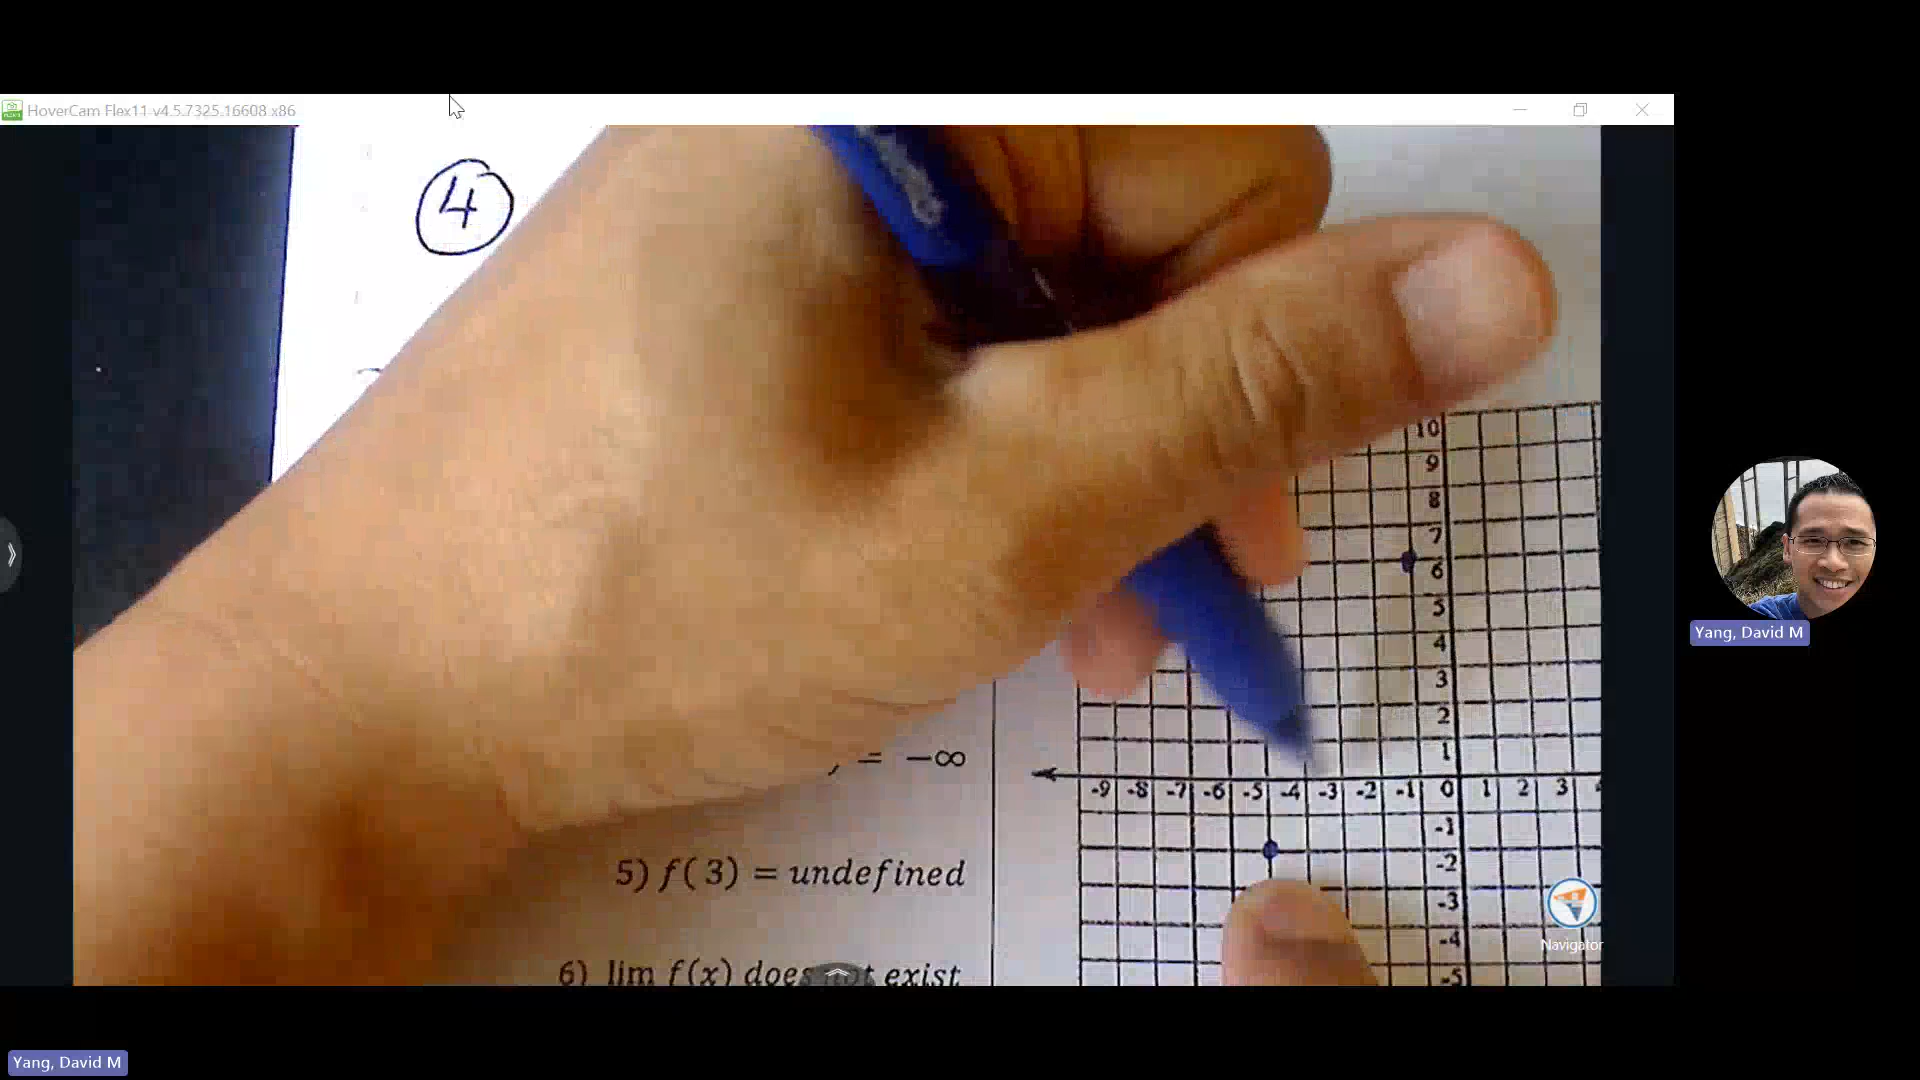 HoverCam Flex11 v4.5.7325.16608 x86
4
10
9
8
7
6
5
4
3
2
1
-9 -8 -7 -6 -5 -4 -3 -2 -1 0 1 2 3
-1
-2
-3
-4
-5
= −∞
5) f( 3) = undefined
6) lim f(x) does not exist
Navigator
Yang, David M
Yang, David M